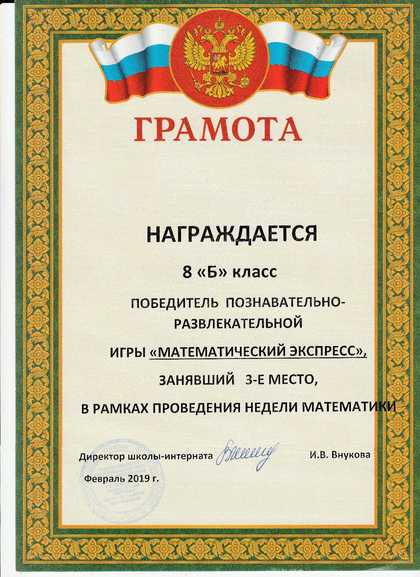 ГРАМОТА
НАГРАЖДАЕТСЯ
8 «Б» класс
ПОБЕДИТЕЛЬ ПОЗНАВАТЕЛЬНО-
РАЗВЛЕКАТЕЛЬНОЙ
ИГРЫ «МАТЕМАТИЧЕСКИЙ ЭКСПРЕСС»,
ЗАНЯВШИЙ 3-Е МЕСТО,
В РАМКАХ ПРОВЕДЕНИЯ НЕДЕЛИ МАТЕМАТИКИ
Директор школы-интерната И.В. Внукова
Февраль 2019 г.